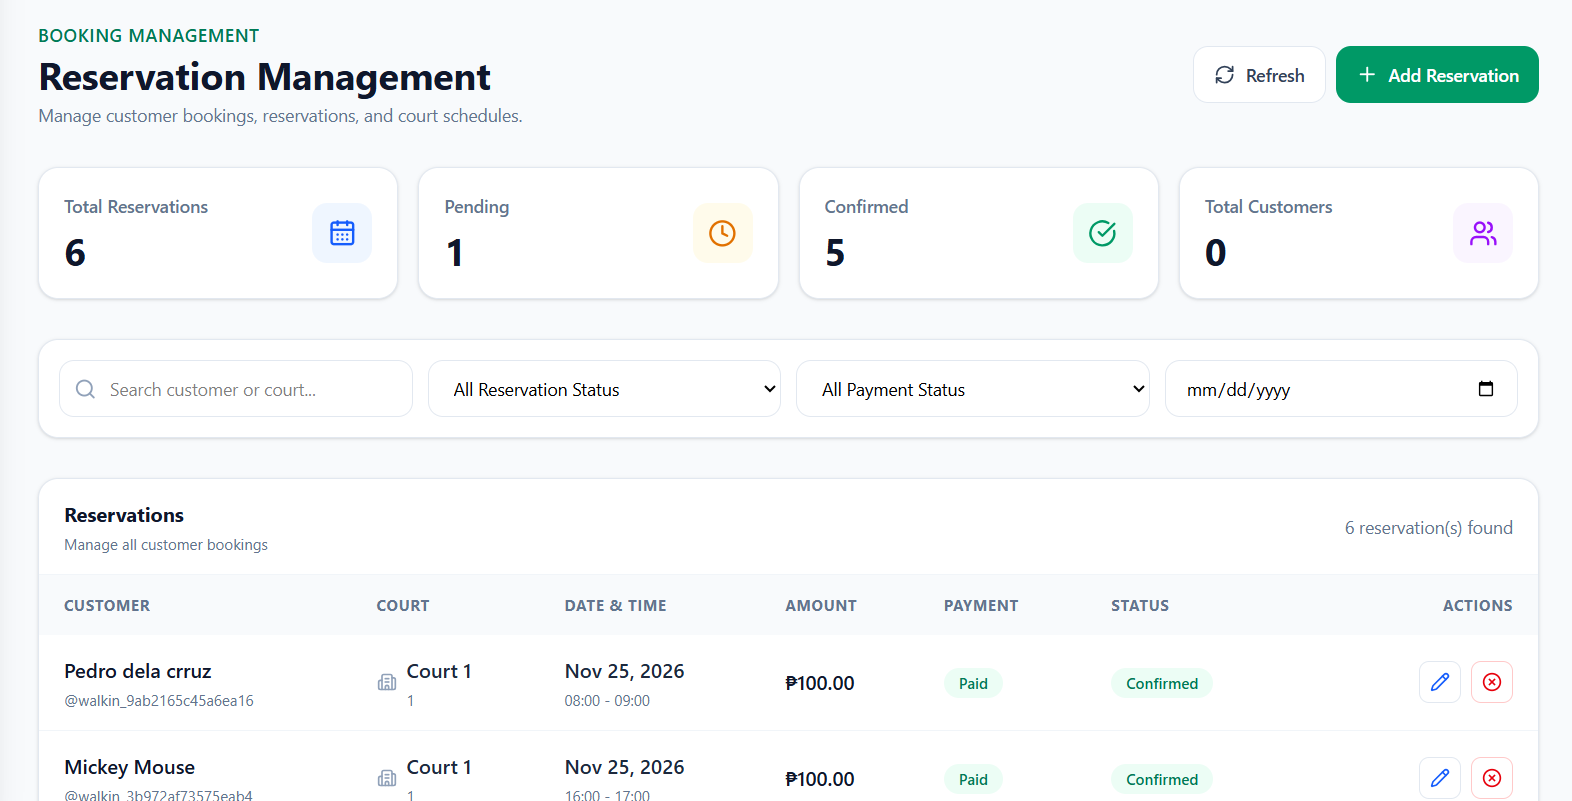 BOOKING MANAGEMENT
Reservation Management
Manage customer bookings, reservations, and court schedules.
Refresh
Add Reservation
Total Reservations
6
Pending
1
Confirmed
5
Total Customers
0
Search customer or court...
All Reservation Status
All Payment Status
mm/dd/yyyy
Reservations
Manage all customer bookings
6 reservation(s) found
CUSTOMER COURT DATE & TIME AMOUNT PAYMENT STATUS ACTIONS
Pedro dela crruz Court 1 Nov 25, 2026 ₱100.00 Paid Confirmed
@walkin_9ab2165c45a6ea16 1 08:00 - 09:00
Mickey Mouse Court 1 Nov 25, 2026 ₱100.00 Paid Confirmed
@walkin_3b972af73575eab4 1 16:00 - 17:00